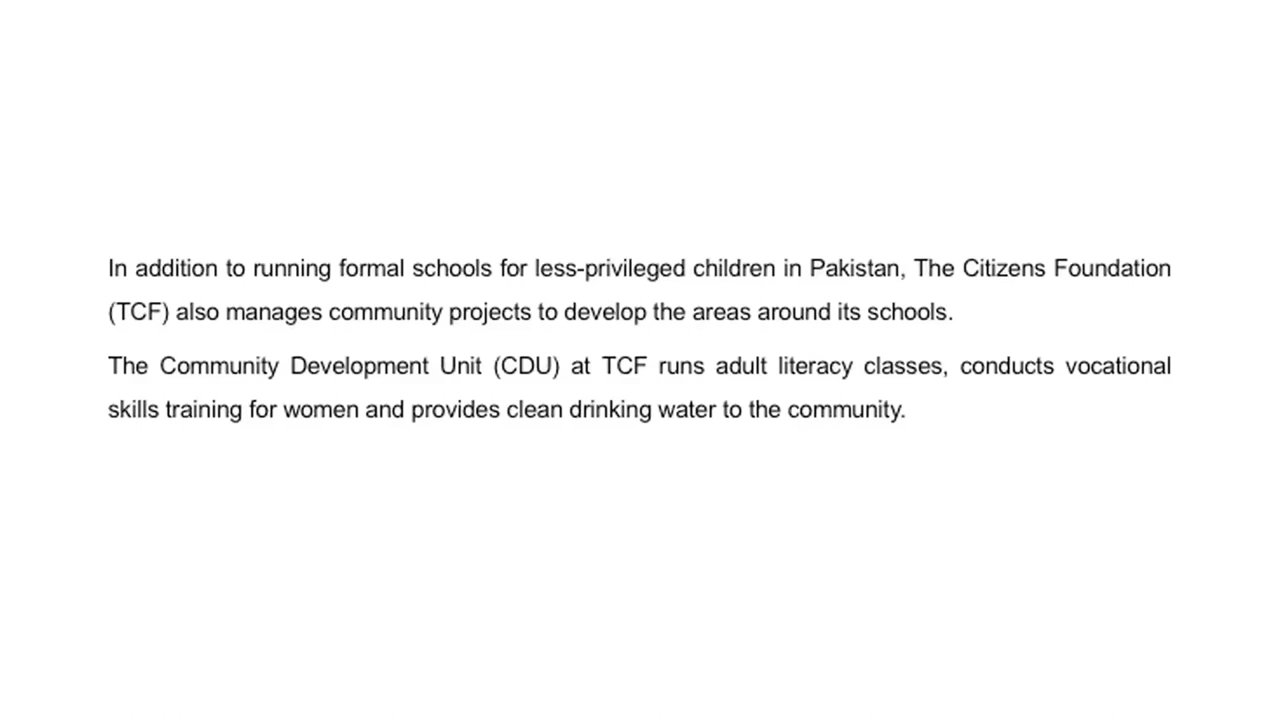 In addition to running formal schools for less-privileged children in Pakistan, The Citizens Foundation
(TCF) also manages community projects to develop the areas around its schools.
The Community Development Unit (CDU) at TCF runs adult literacy classes, conducts vocational
skills training for women and provides clean drinking water to the community.